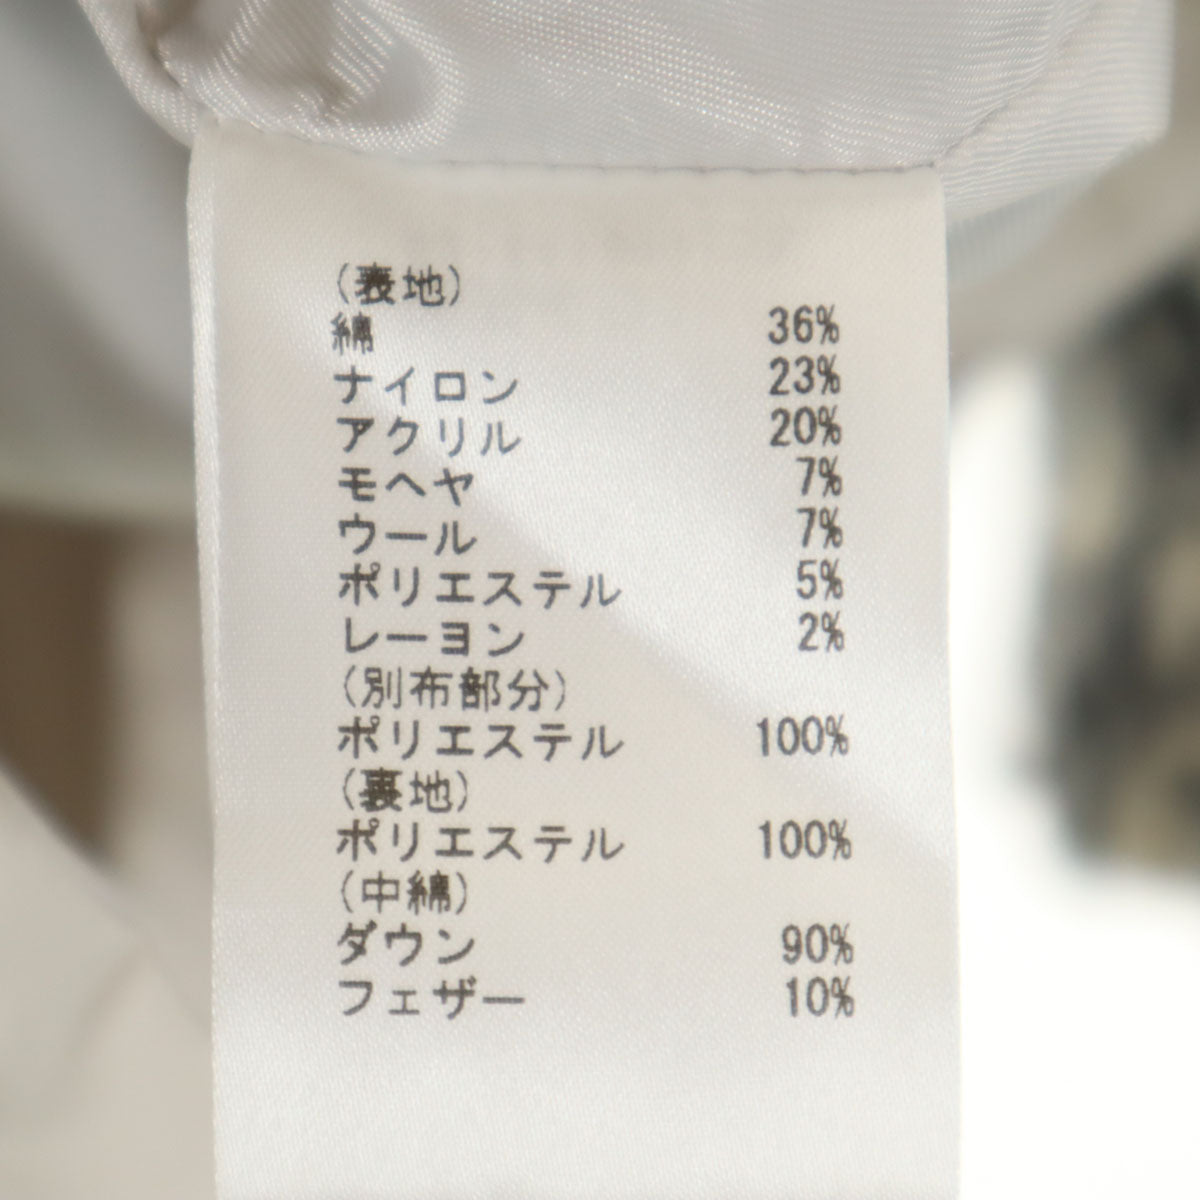 (表地)
綿 36%
ナイロン 23%
アクリル 20%
モヘヤ 7%
ウール 7%
ポリエステル 5%
レーヨン 2%
(別布部分)
ポリエステル 100%
(裏地)
ポリエステル 100%
(中綿)
ダウン 90%
フェザー 10%